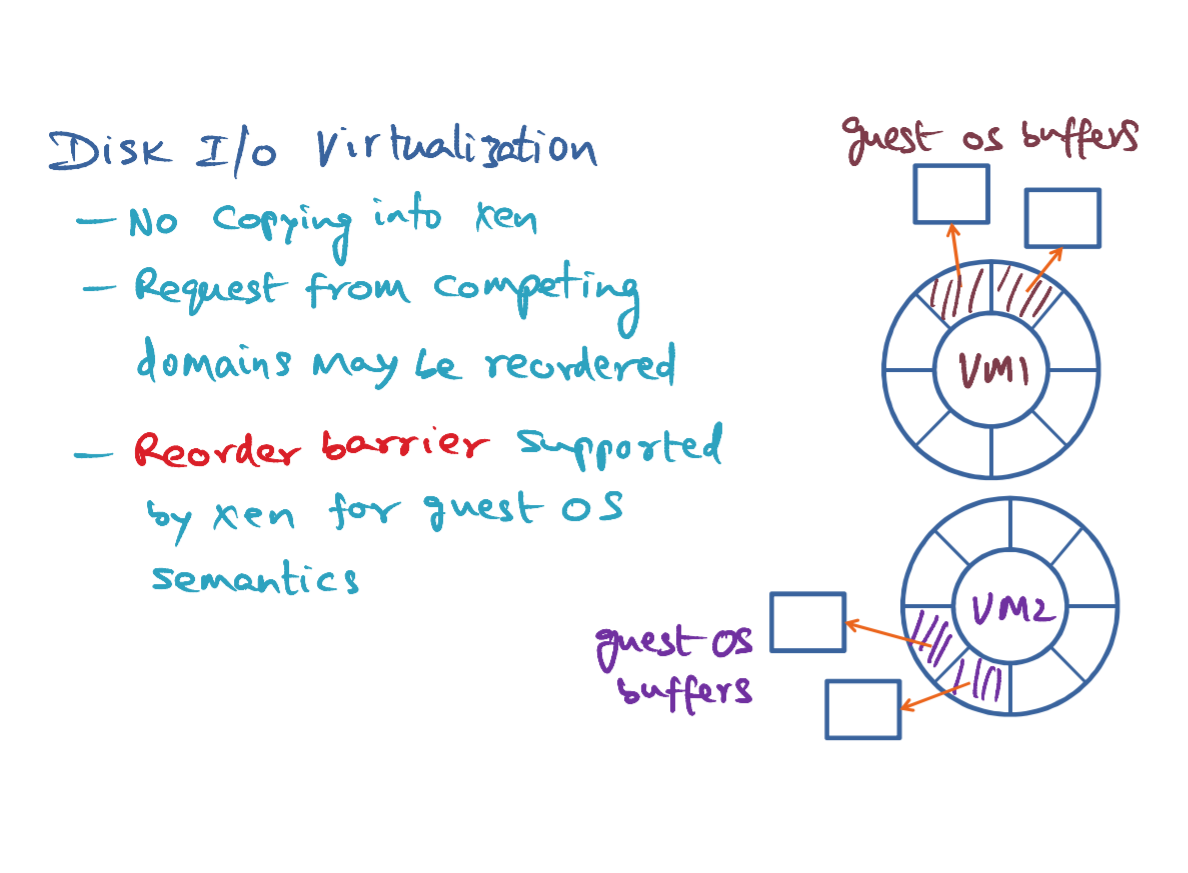 Disk I/O Virtualization
— No copying into Xen
— Request from competing
domains may be reordered
— Reorder barrier supported
by Xen for guest OS
semantics
guest OS buffers
VM1
VM2
guest OS
buffers